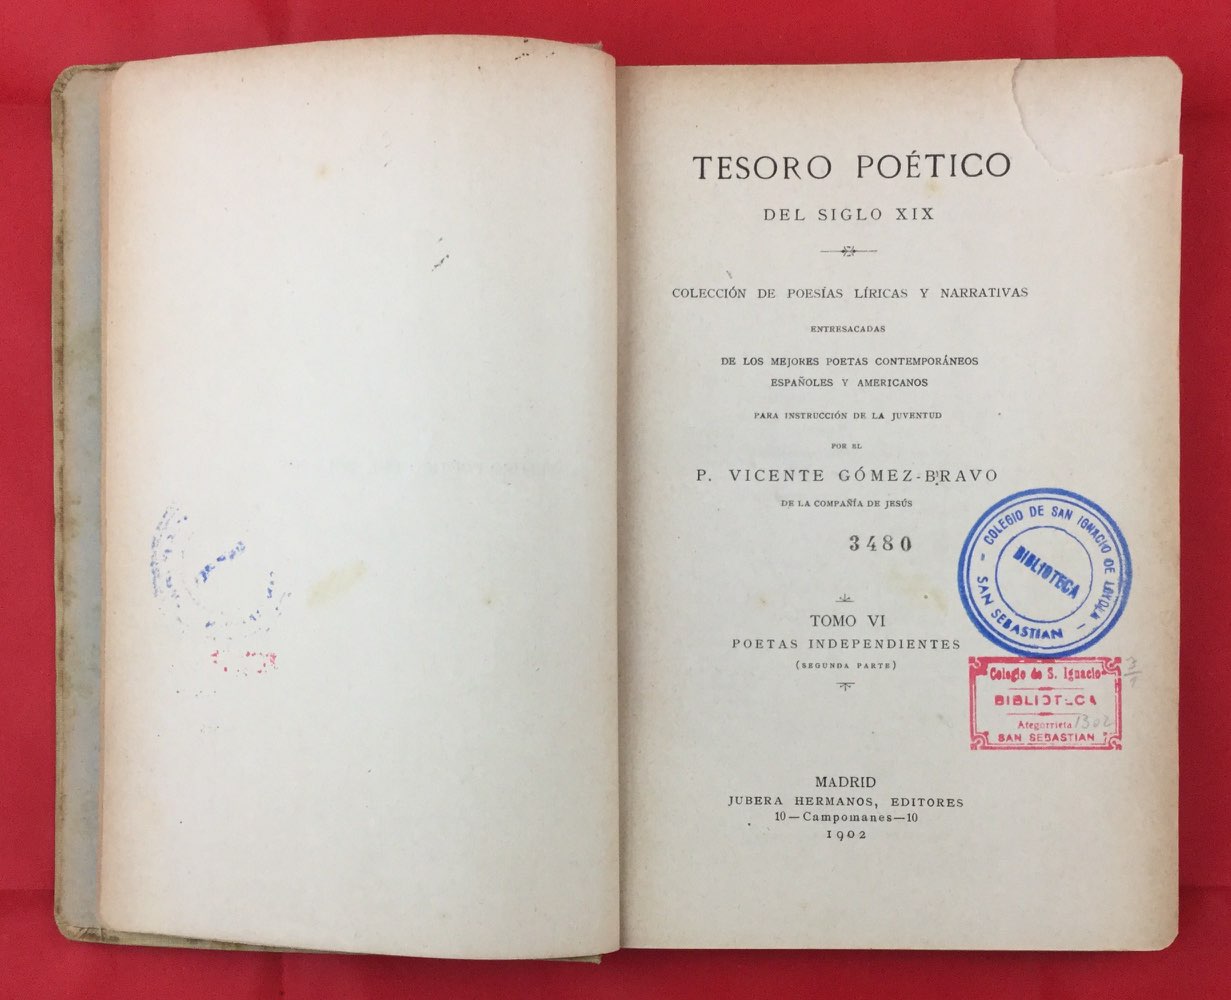 TESORO POÉTICO
DEL SIGLO XIX
COLECCIÓN DE POESÍAS LÍRICAS Y NARRATIVAS
ENTRESACADAS
DE LOS MEJORES POETAS CONTEMPORÁNEOS
ESPAÑOLES Y AMERICANOS
PARA INSTRUCCIÓN DE LA JUVENTUD
POR EL
P. VICENTE GÓMEZ-BRAVO
DE LA COMPAÑÍA DE JESÚS
3480
COLEGIO DE SAN IGNACIO DE LOYOLA
BIBLIOTECA
SAN SEBASTIAN
TOMO VI
POETAS INDEPENDIENTES
(SEGUNDA PARTE)
Colegio de S. Ignacio
BIBLIOTECA
Ategorrieta 1302
SAN SEBASTIAN
MADRID
JUBERA HERMANOS, EDITORES
10—Campomanes—10
1902